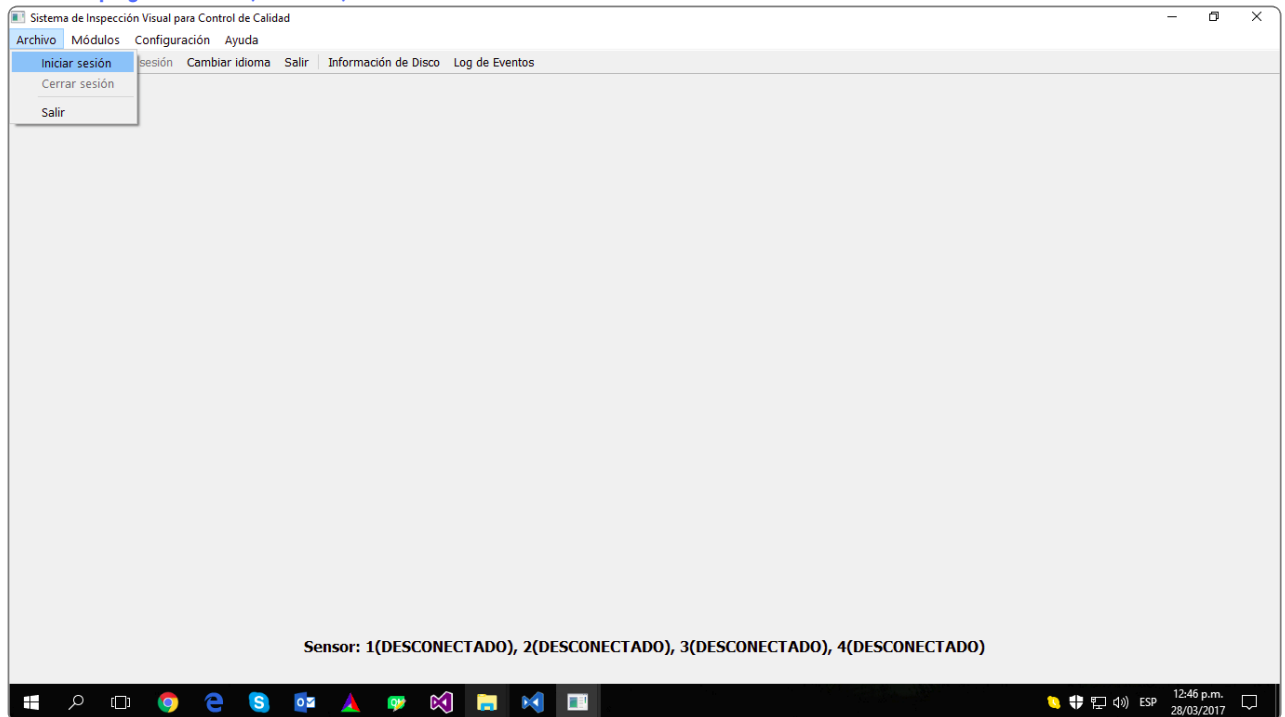 Sistema de Inspección Visual para Control de Calidad
Archivo Módulos Configuración Ayuda
Iniciar sesión sesión Cambiar idioma Salir Información de Disco Log de Eventos
Cerrar sesión
Salir
Sensor: 1(DESCONECTADO), 2(DESCONECTADO), 3(DESCONECTADO), 4(DESCONECTADO)
ESP 12:46 p.m.
28/03/2017